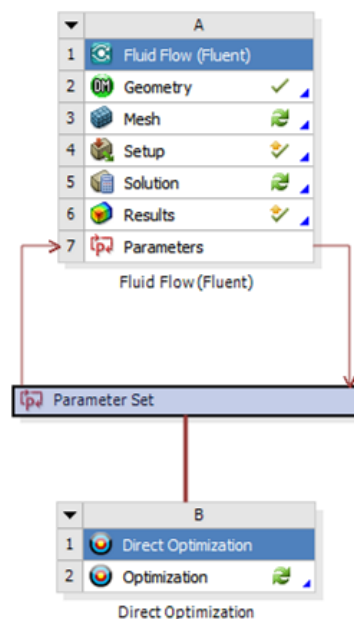 A
1 Fluid Flow (Fluent)
2 DM Geometry
3 Mesh
4 Setup
5 Solution
6 Results
7 Parameters
Fluid Flow (Fluent)
Parameter Set
B
1 Direct Optimization
2 Optimization
Direct Optimization